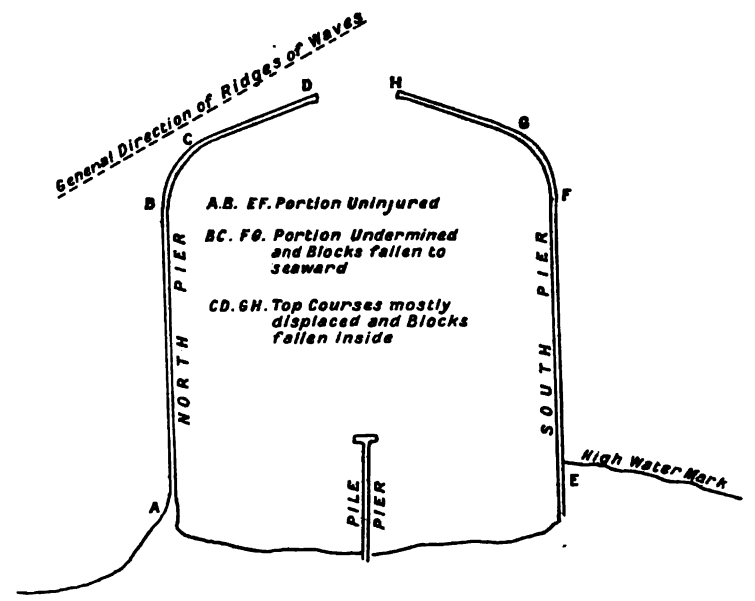 General Direction of Ridges of Waves
D
H
C
G
B
F
A.B. EF. Portion Uninjured
BC. FG. Portion Undermined
and Blocks fallen to
seaward
CD. GH. Top Courses mostly
displaced and Blocks
fallen inside
NORTH PIER
SOUTH PIER
High Water Mark
E
A
PILE
PIER